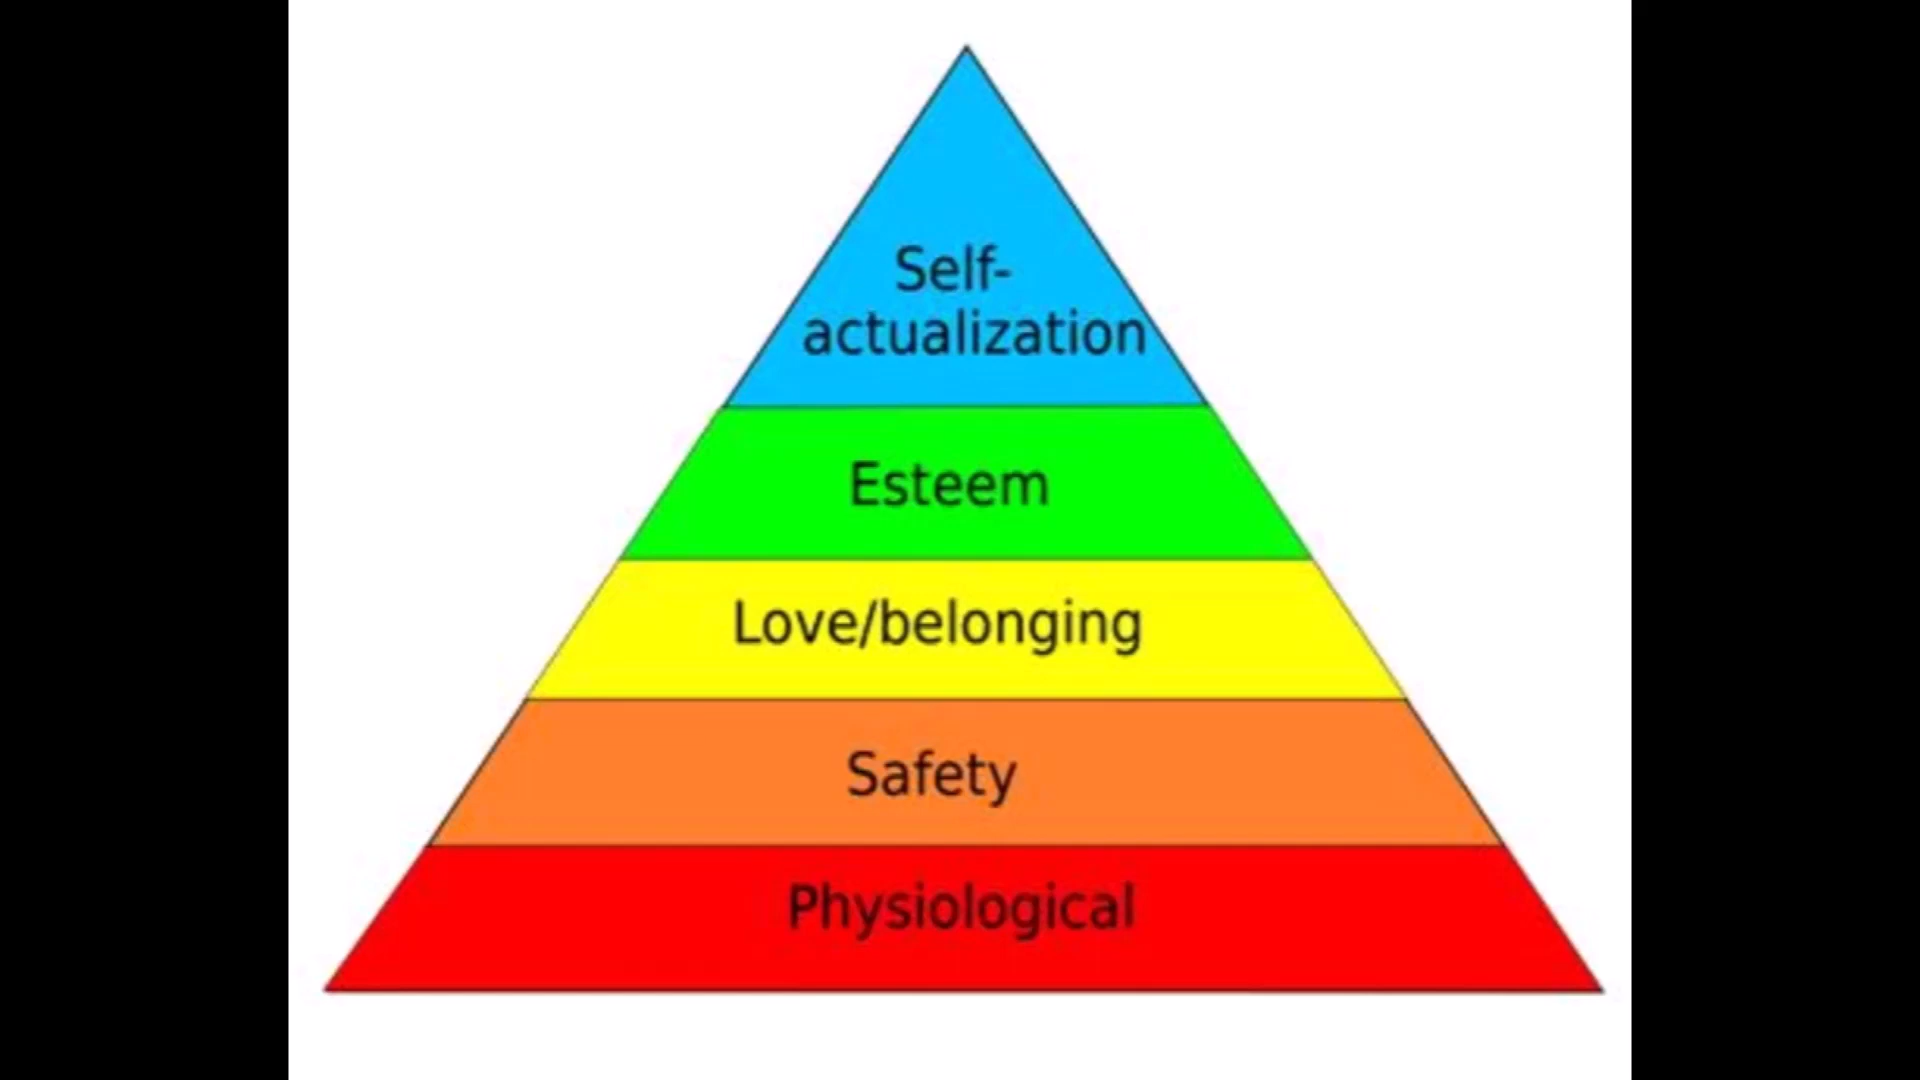 Self-
actualization
Esteem
Love/belonging
Safety
Physiological